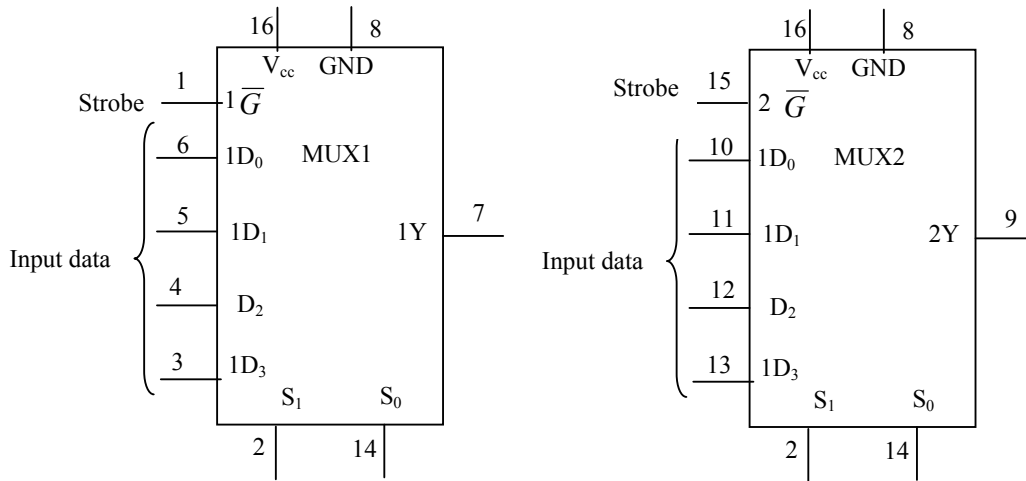 16
8
V_cc
GND
Strobe
1
1 G̅
6
1D₀
MUX1
5
1D₁
1Y
7
Input data
4
D₂
3
1D₃
S₁
S₀
2
14
16
8
V_cc
GND
Strobe
15
2 G̅
10
1D₀
MUX2
11
1D₁
2Y
9
Input data
12
D₂
13
1D₃
S₁
S₀
2
14